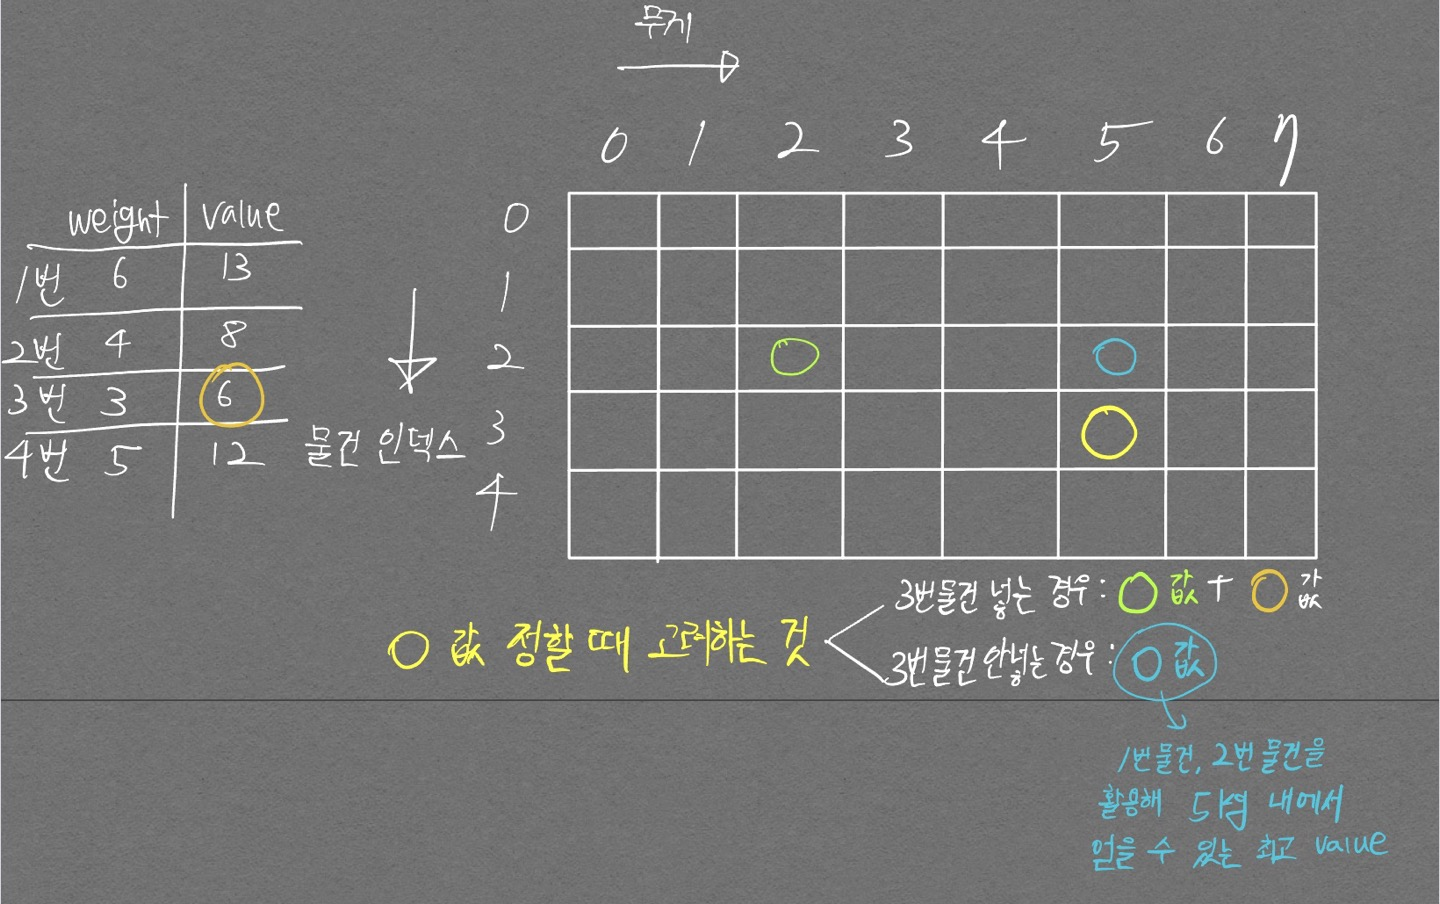 무게
0 1 2 3 4 5 6 7
weight value
1번 6 13
2번 4 8
3번 3 6
4번 5 12
물건 인덱스
0
1
2
3
4
값 정할 때 고려하는 것
3번물건 넣는 경우: 값 + 값
3번물건 안넣는경우: 값
1번물건, 2번 물건을
활용해 5kg 내에서
얻을 수 있는 최고 value